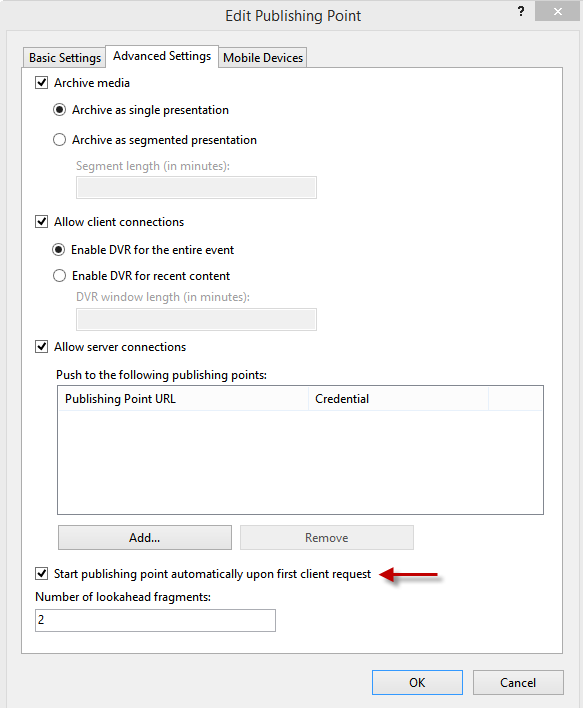 Edit Publishing Point
?
Basic Settings Advanced Settings Mobile Devices
Archive media
Archive as single presentation
Archive as segmented presentation
Segment length (in minutes):
Allow client connections
Enable DVR for the entire event
Enable DVR for recent content
DVR window length (in minutes):
Allow server connections
Push to the following publishing points:
Publishing Point URL Credential
Add... Remove
Start publishing point automatically upon first client request
Number of lookahead fragments:
2
OK Cancel